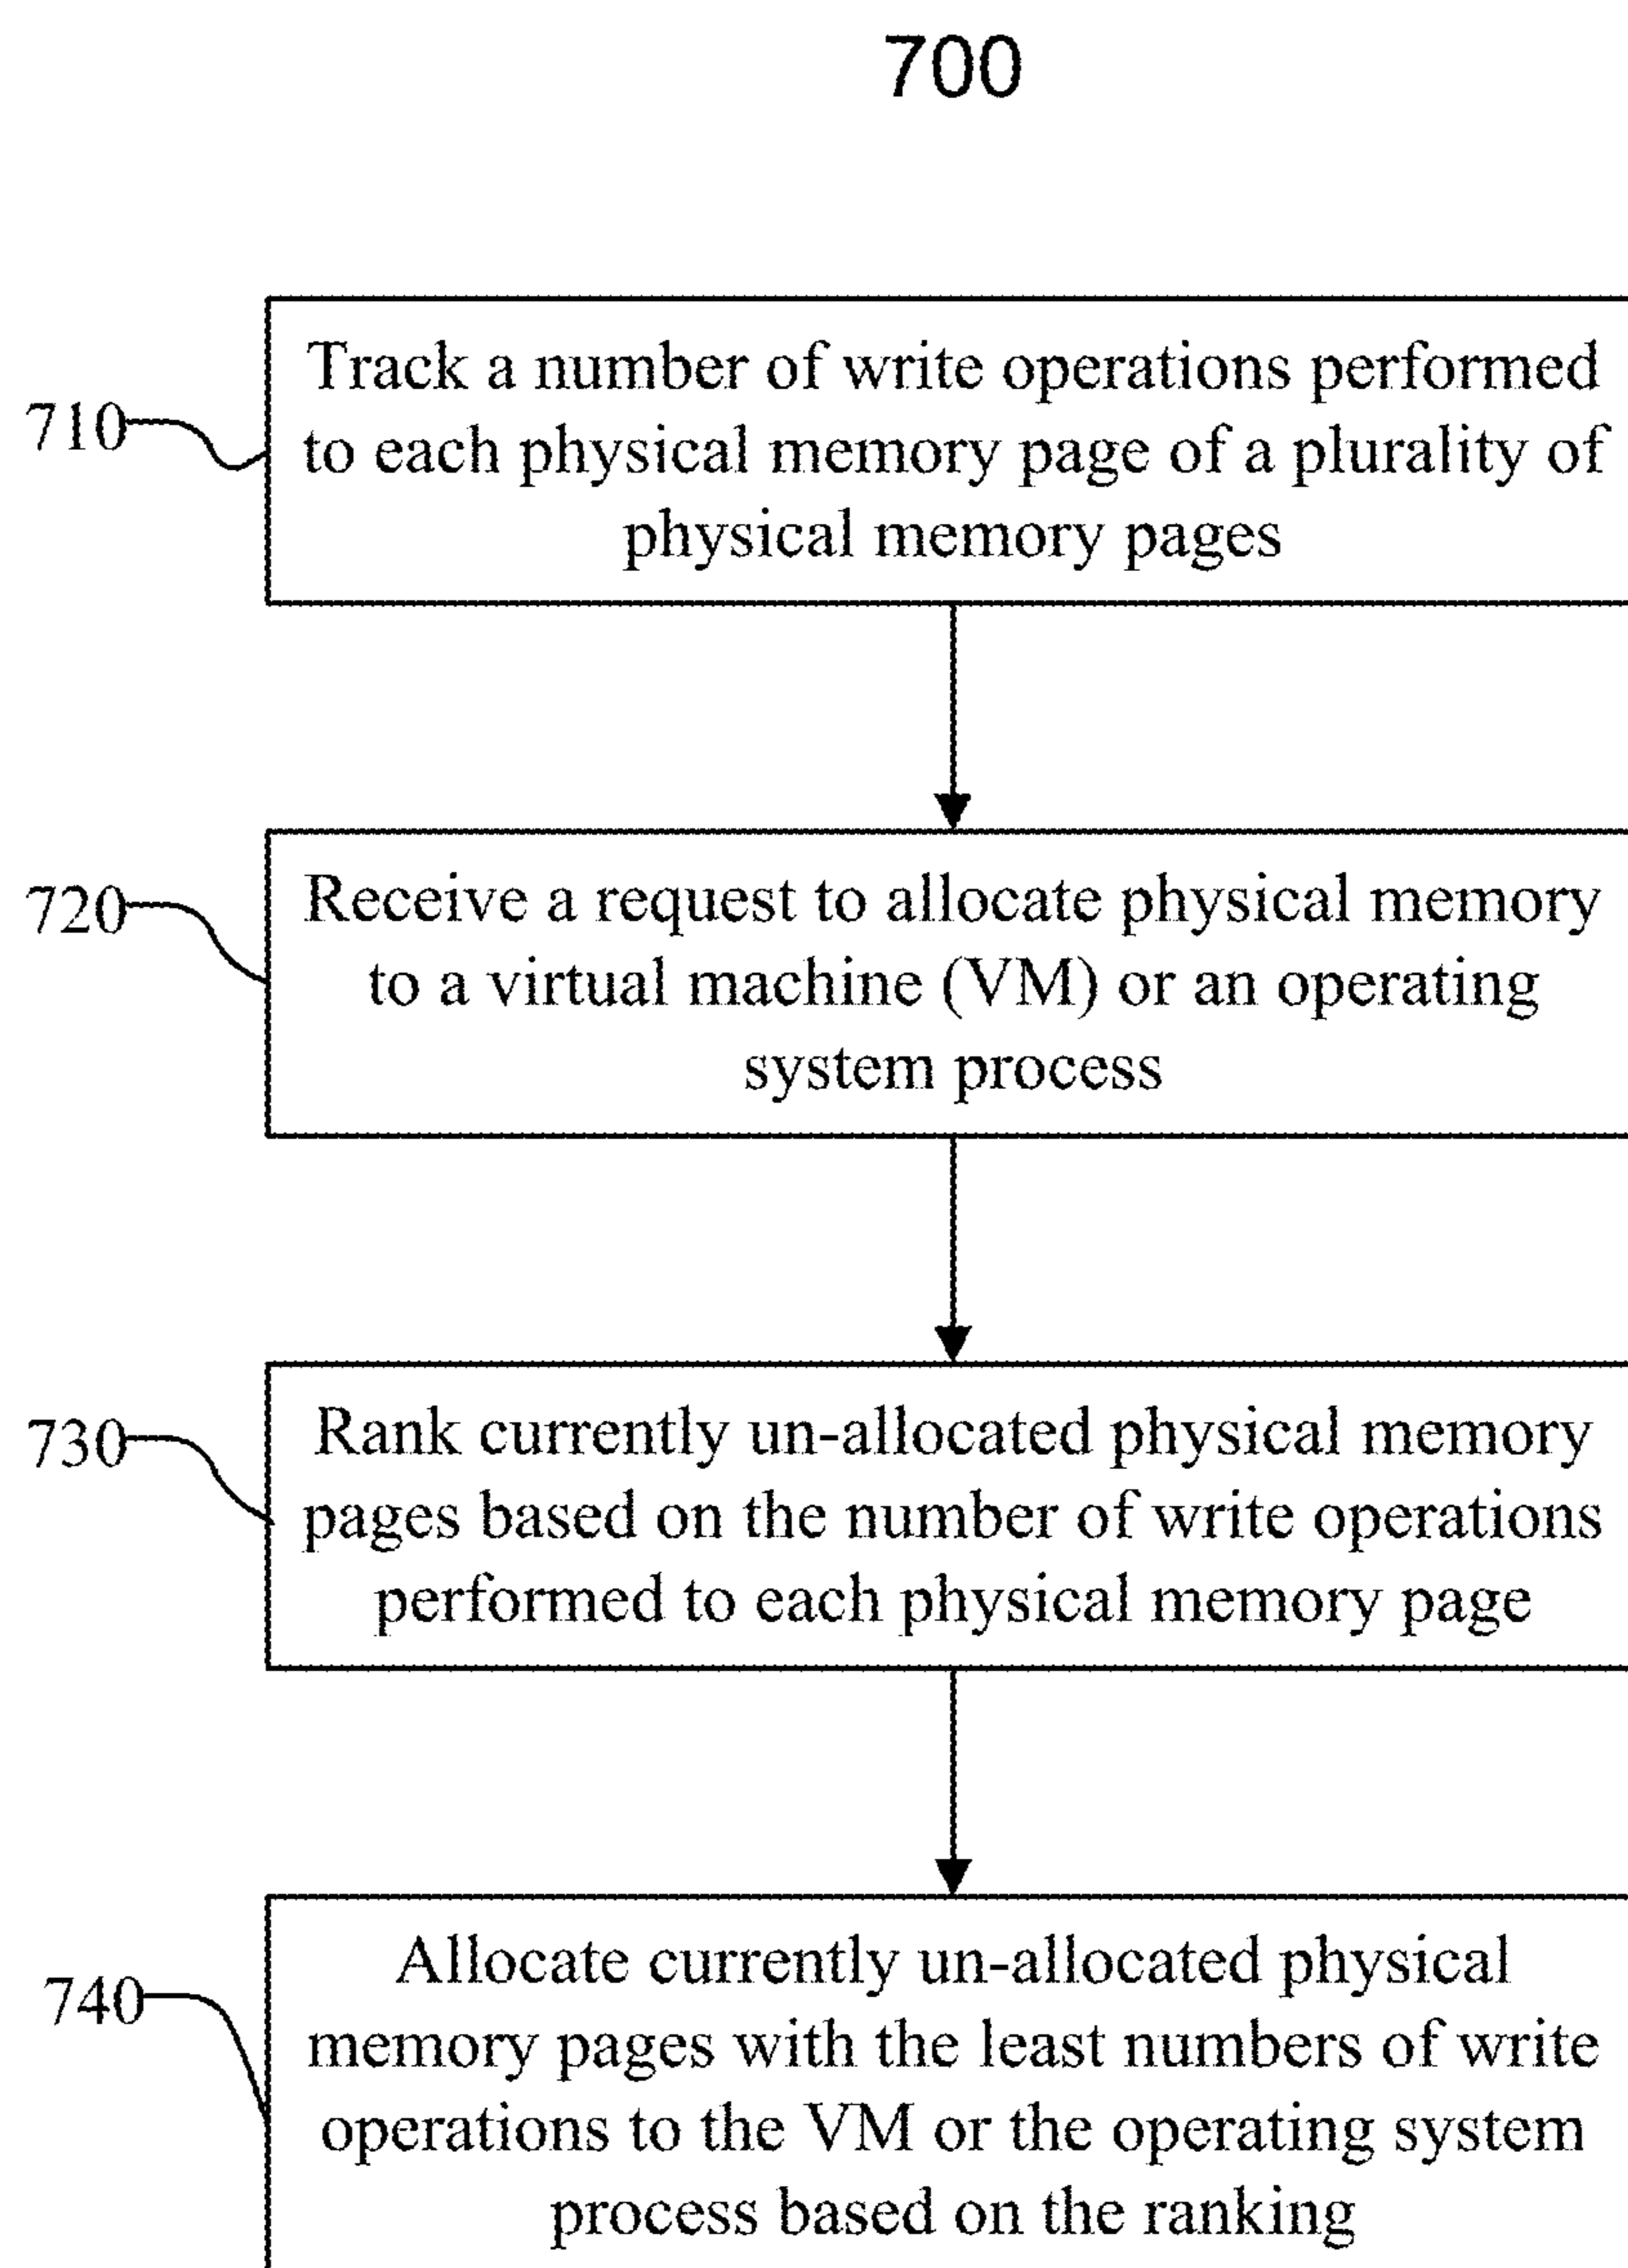 700
710
Track a number of write operations performed
to each physical memory page of a plurality of
physical memory pages
720
Receive a request to allocate physical memory
to a virtual machine (VM) or an operating
system process
730
Rank currently un-allocated physical memory
pages based on the number of write operations
performed to each physical memory page
740
Allocate currently un-allocated physical
memory pages with the least numbers of write
operations to the VM or the operating system
process based on the ranking